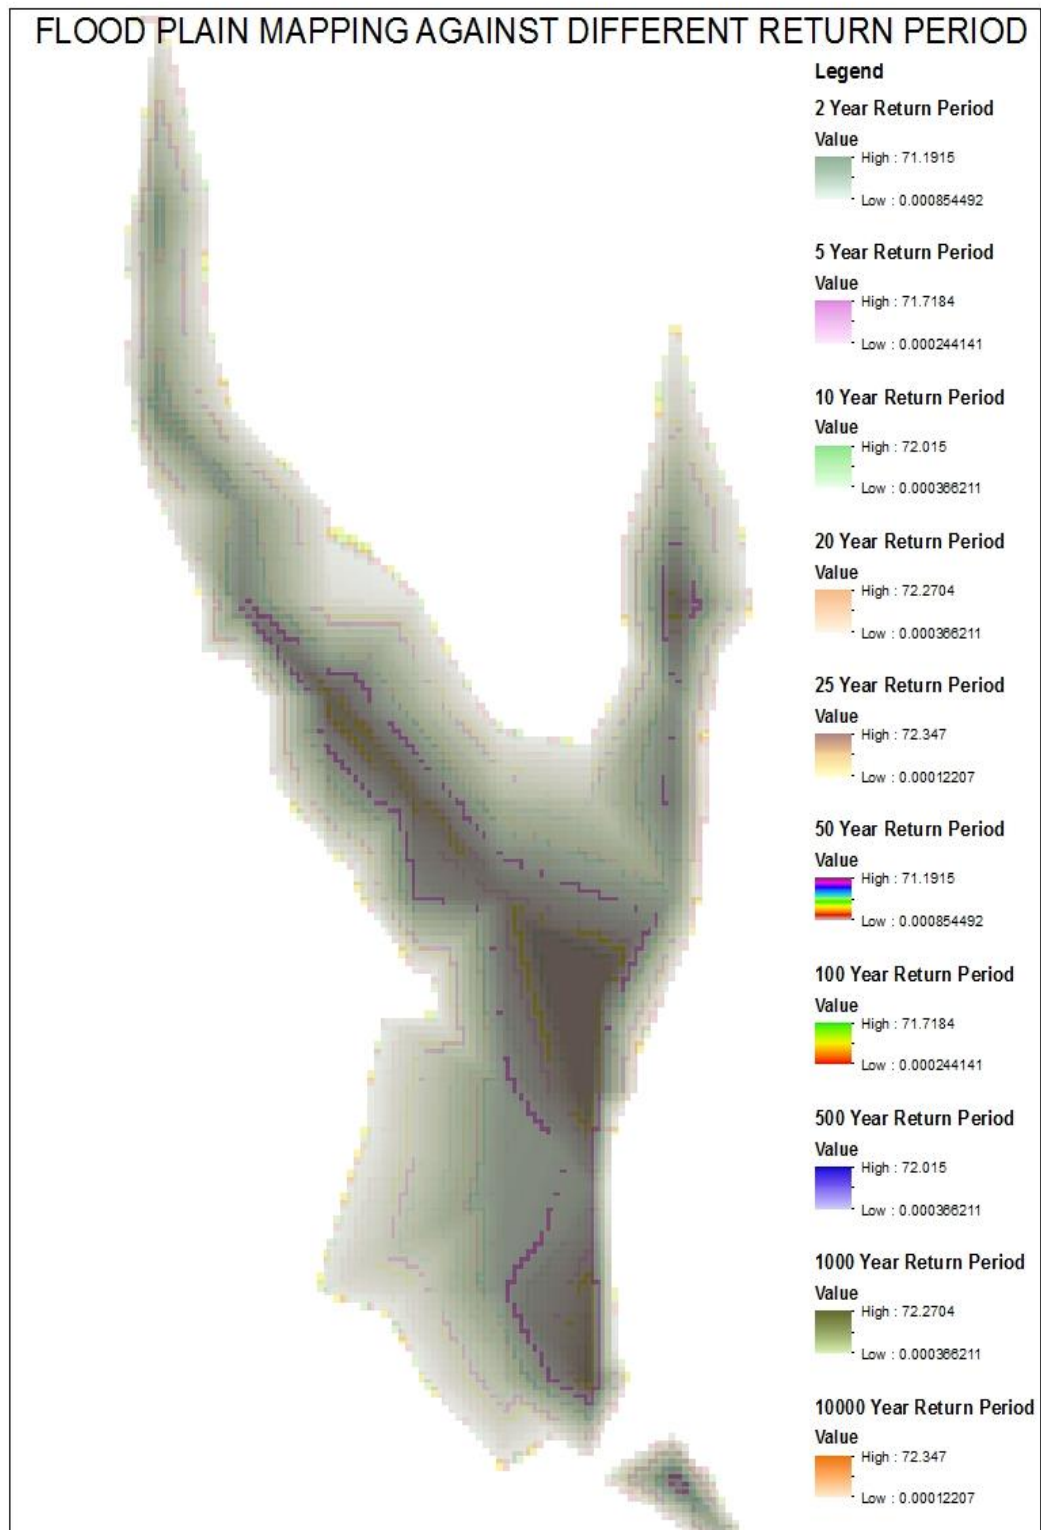 FLOOD PLAIN MAPPING AGAINST DIFFERENT RETURN PERIOD
Legend
2 Year Return Period
Value
High : 71.1915
Low : 0.000854492
5 Year Return Period
Value
High : 71.7184
Low : 0.000244141
10 Year Return Period
Value
High : 72.015
Low : 0.000366211
20 Year Return Period
Value
High : 72.2704
Low : 0.000366211
25 Year Return Period
Value
High : 72.347
Low : 0.00012207
50 Year Return Period
Value
High : 71.1915
Low : 0.000854492
100 Year Return Period
Value
High : 71.7184
Low : 0.000244141
500 Year Return Period
Value
High : 72.015
Low : 0.000366211
1000 Year Return Period
Value
High : 72.2704
Low : 0.000366211
10000 Year Return Period
Value
High : 72.347
Low : 0.00012207